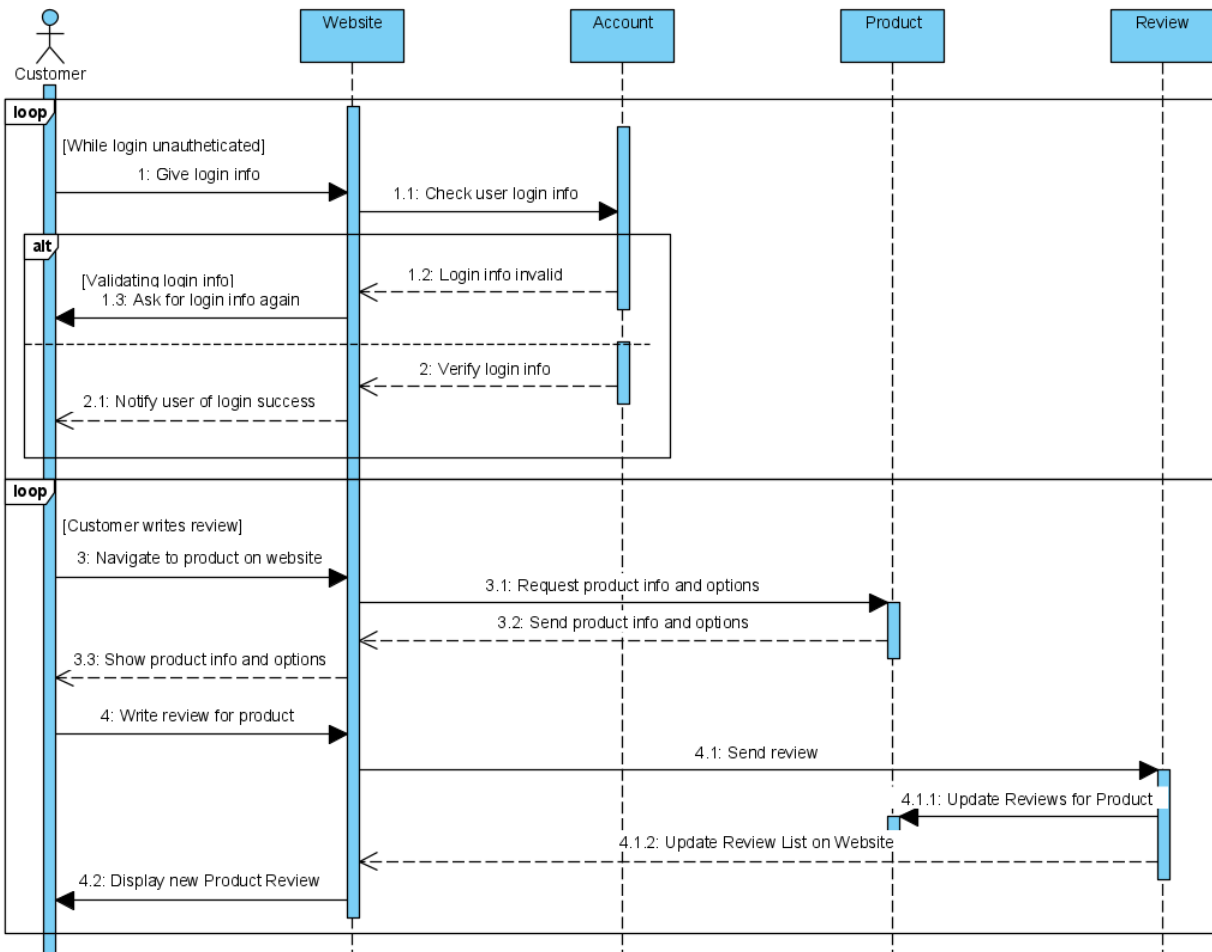 Website
Account
Product
Review
Customer
loop
[While login unautheticated]
1: Give login info
1.1: Check user login info
alt
1.2: Login info invalid
[Validating login info]
1.3: Ask for login info again
2: Verify login info
2.1: Notify user of login success
loop
[Customer writes review]
3: Navigate to product on website
3.1: Request product info and options
3.2: Send product info and options
3.3: Show product info and options
4: Write review for product
4.1: Send review
4.1.1: Update Reviews for Product
4.1.2: Update Review List on Website
4.2: Display new Product Review